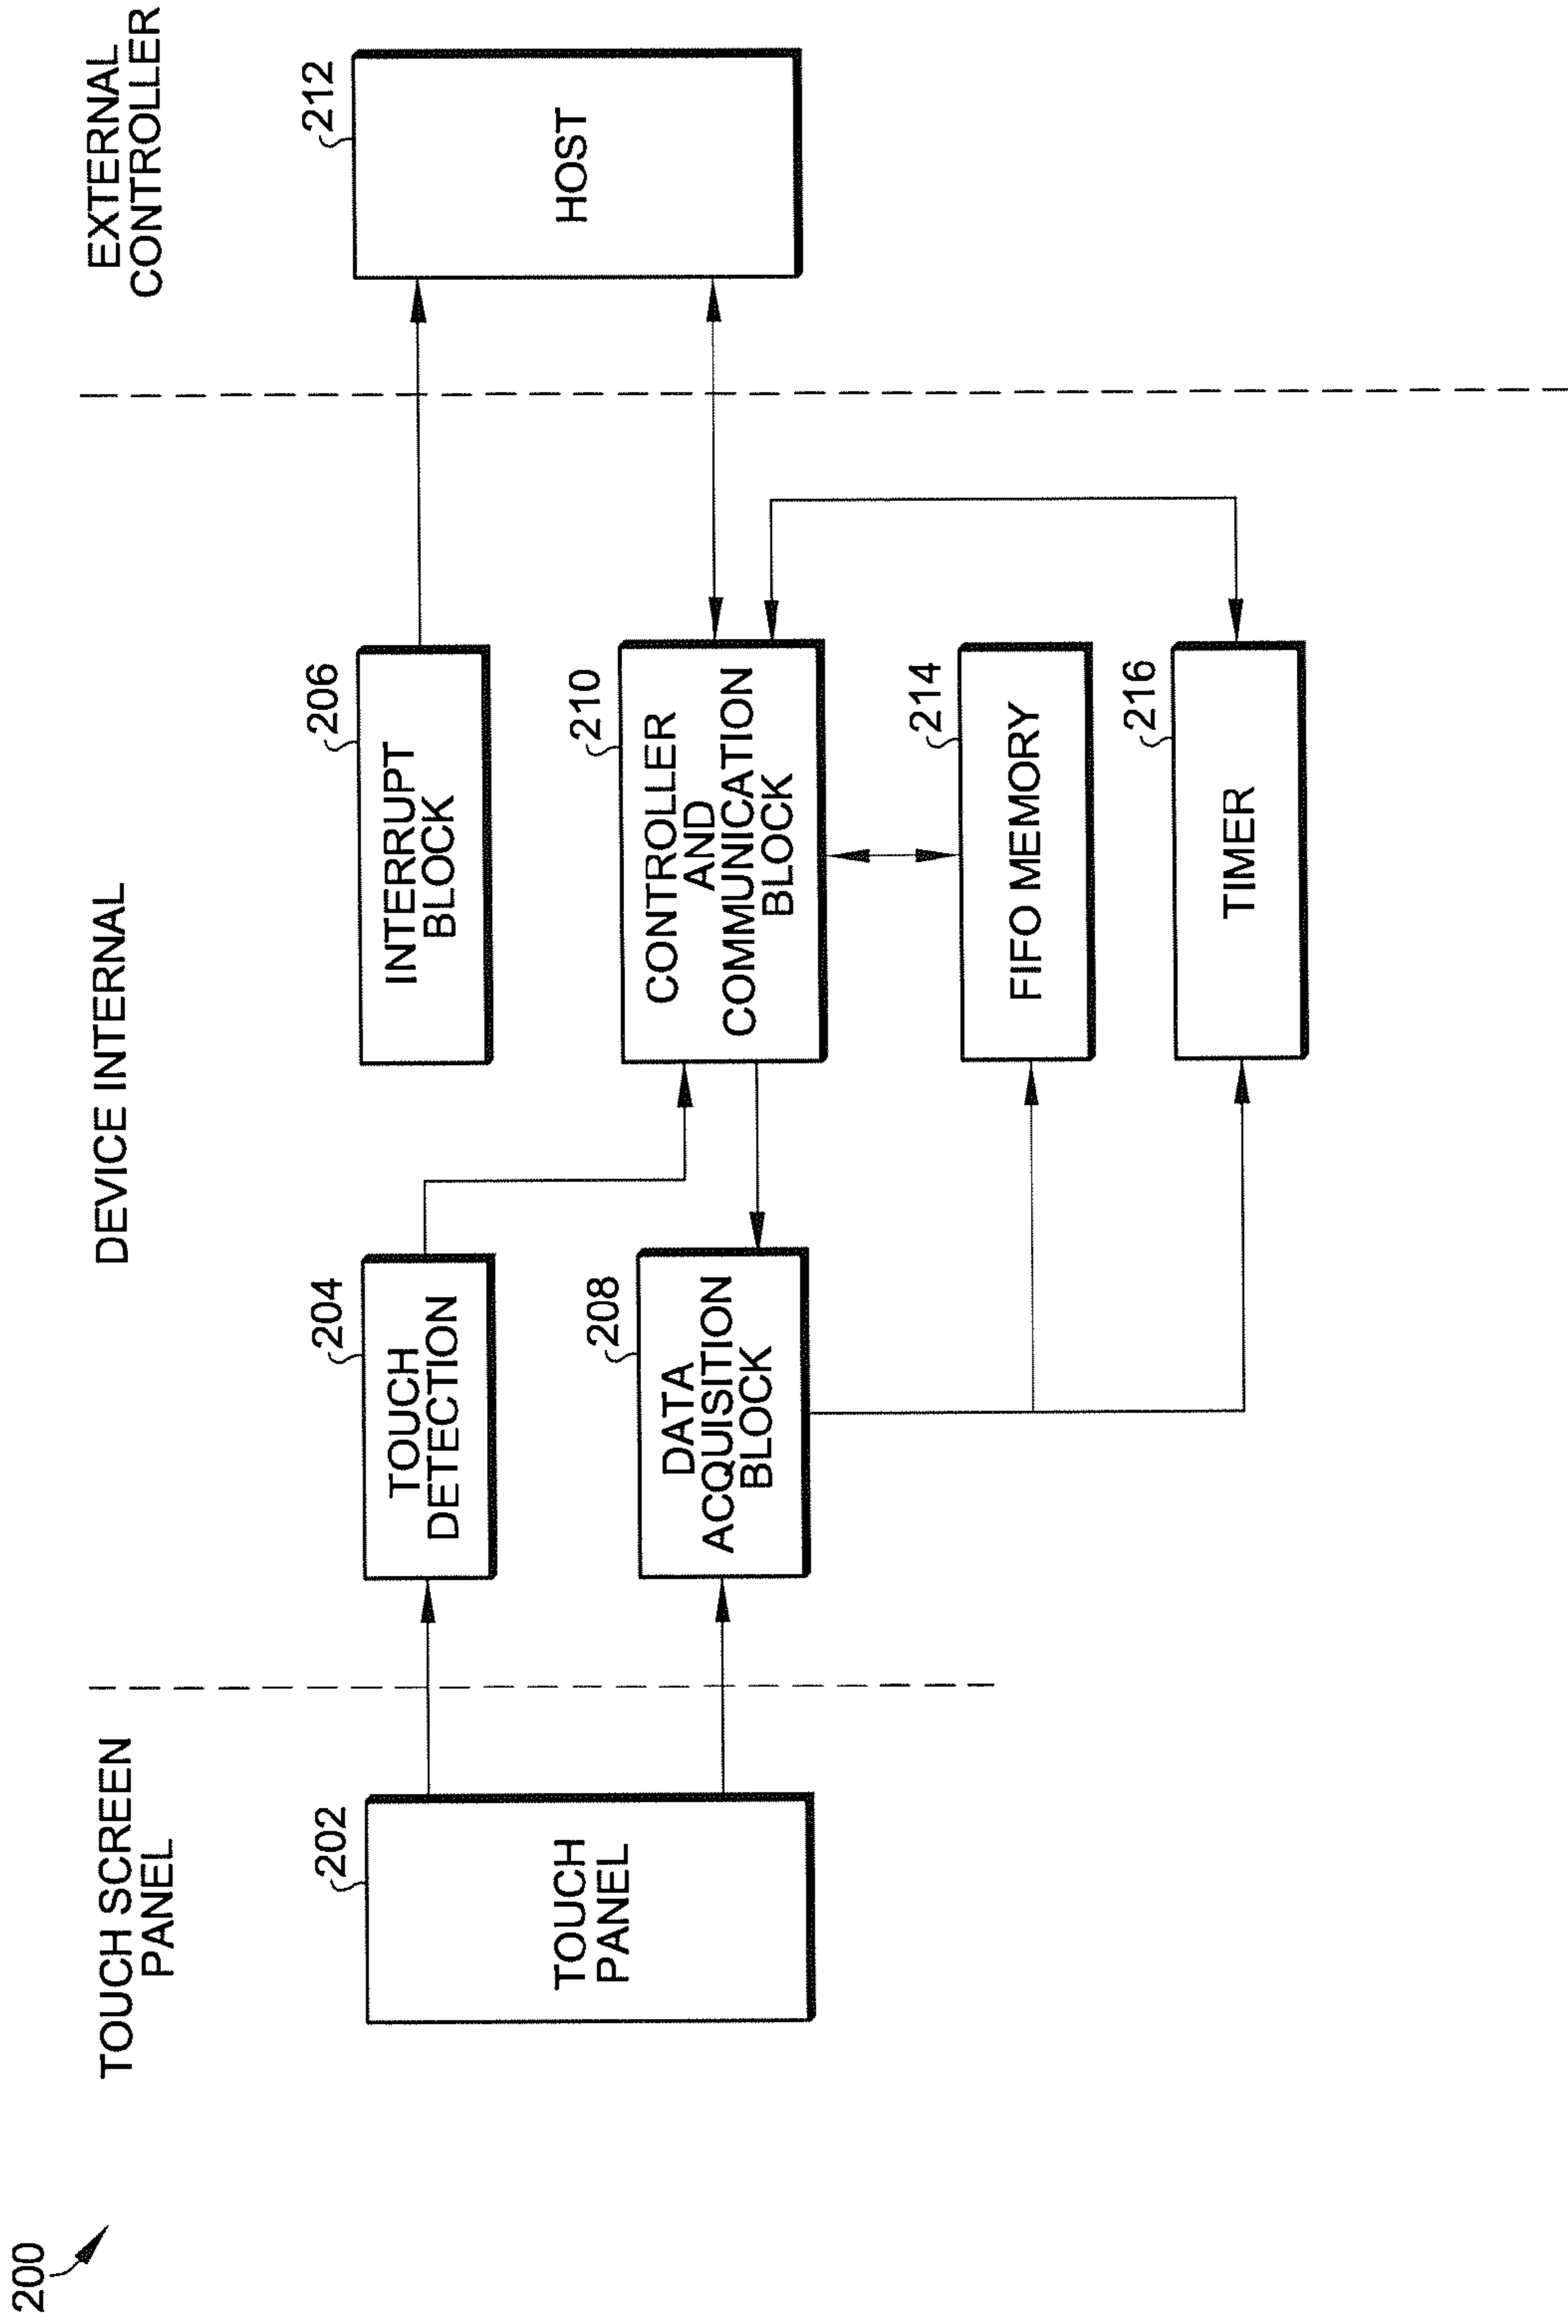 200
TOUCH SCREEN
PANEL
DEVICE INTERNAL
EXTERNAL
CONTROLLER
202
TOUCH
PANEL
204
TOUCH
DETECTION
206
INTERRUPT
BLOCK
212
HOST
208
DATA
ACQUISITION
BLOCK
210
CONTROLLER
AND
COMMUNICATION
BLOCK
214
FIFO MEMORY
216
TIMER